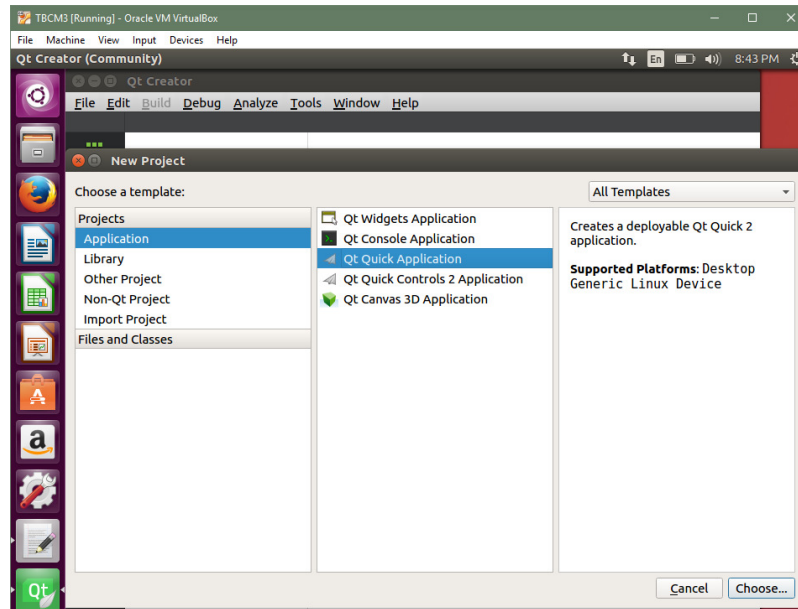 TBCM3 [Running] - Oracle VM VirtualBox
File Machine View Input Devices Help
Qt Creator (Community) En 8:43 PM
Qt Creator
File Edit Build Debug Analyze Tools Window Help
New Project
Choose a template:
All Templates
Projects
Application
Library
Other Project
Non-Qt Project
Import Project
Files and Classes
Qt Widgets Application
Qt Console Application
Qt Quick Application
Qt Quick Controls 2 Application
Qt Canvas 3D Application
Creates a deployable Qt Quick 2
application.
Supported Platforms: Desktop
Generic Linux Device
a
Qt
Cancel Choose...